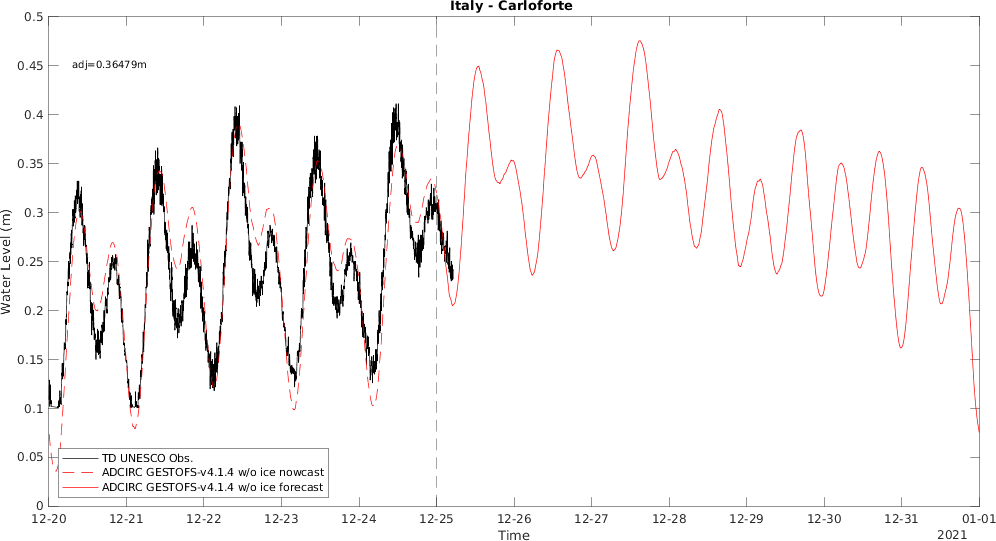 Italy - Carloforte
0.5
0.45
0.4
0.35
0.3
0.25
0.2
0.15
0.1
0.05
0
Water Level (m)
adj=0.36479m
TD UNESCO Obs.
ADCIRC GESTOFS-v4.1.4 w/o ice nowcast
ADCIRC GESTOFS-v4.1.4 w/o ice forecast
12-20 12-21 12-22 12-23 12-24 12-25 12-26 12-27 12-28 12-29 12-30 12-31 01-01
Time
2021